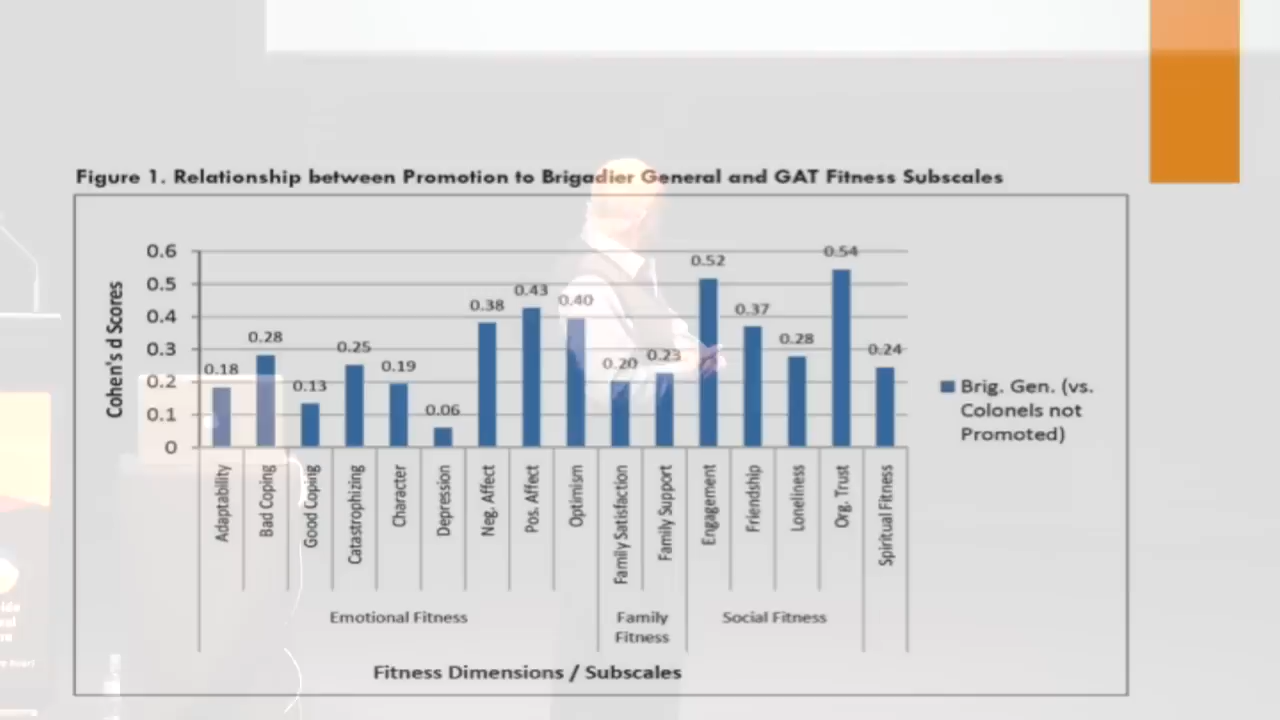 Figure 1. Relationship between Promotion to Brigadier General and GAT Fitness Subscales
Cohen's d Scores
0.6
0.5
0.4
0.3
0.2
0.1
0
0.18
0.28
0.13
0.25
0.19
0.06
0.38
0.43
0.40
0.20
0.23
0.52
0.37
0.28
0.54
0.24
Adaptability
Bad Coping
Good Coping
Catastrophizing
Character
Depression
Neg. Affect
Pos. Affect
Optimism
Family Satisfaction
Family Support
Engagement
Friendship
Loneliness
Org. Trust
Spiritual Fitness
Emotional Fitness
Family
Fitness
Social Fitness
Fitness Dimensions / Subscales
Brig. Gen. (vs.
Colonels not
Promoted)